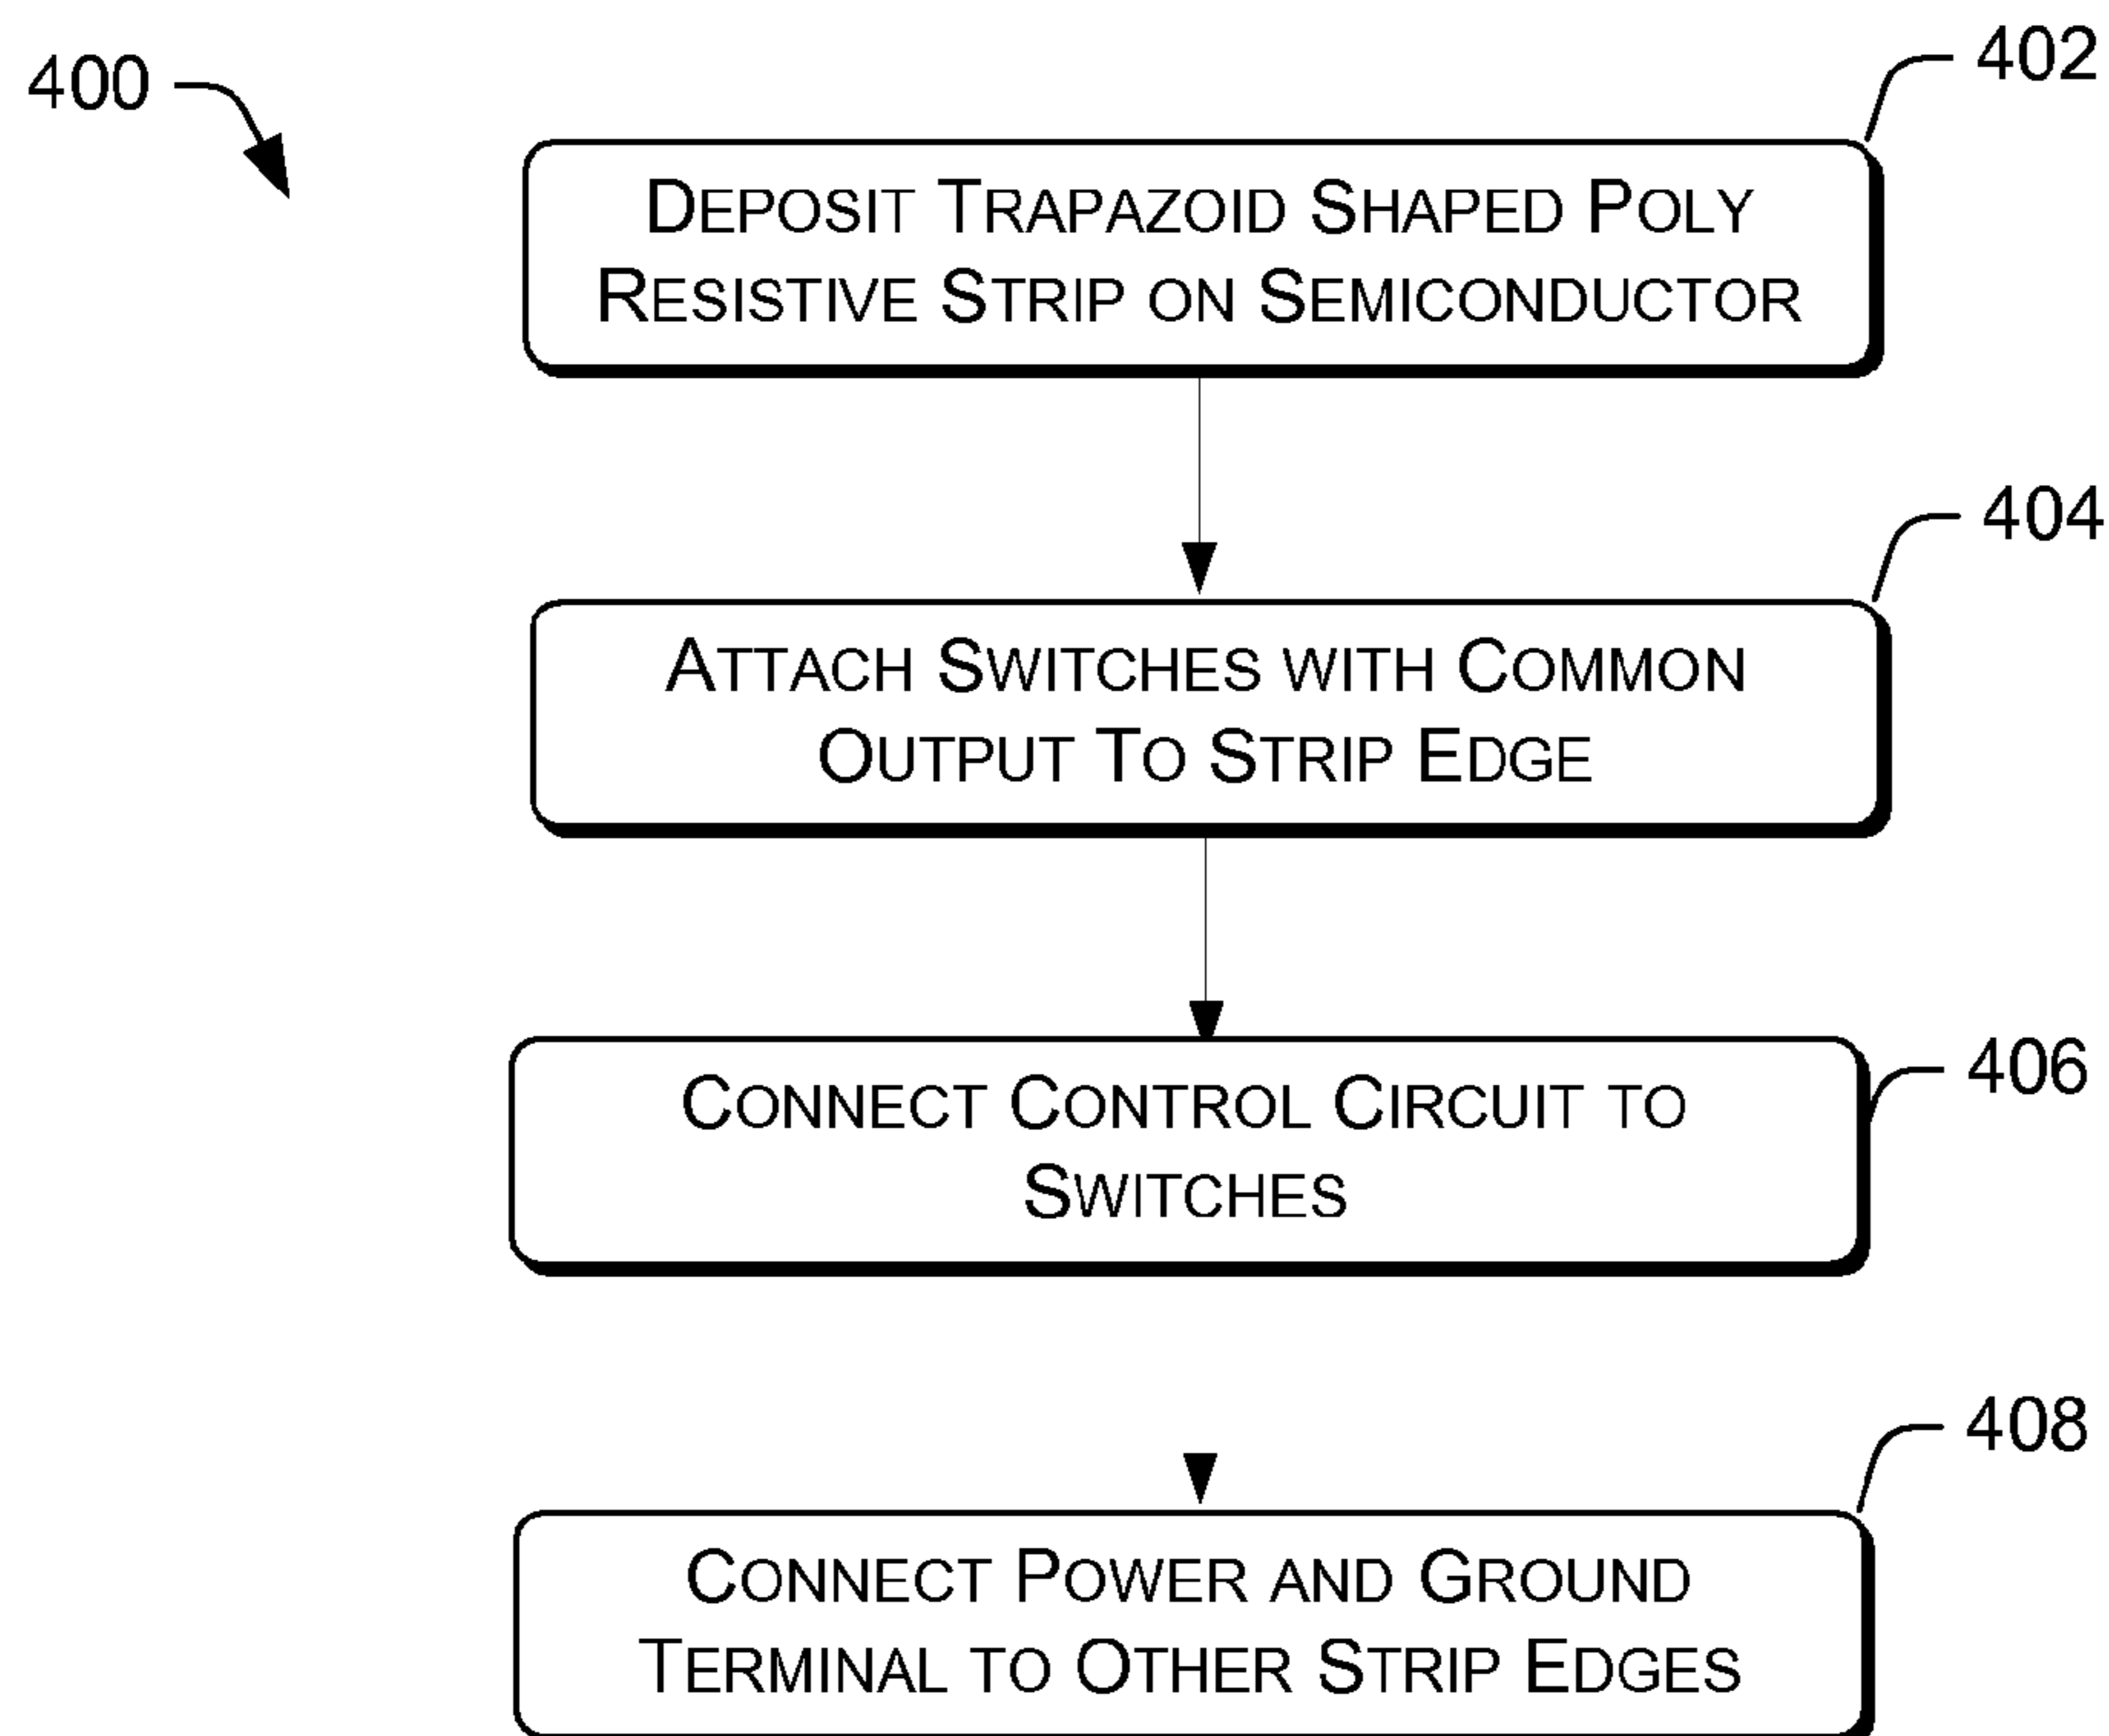 400
402
DEPOSIT TRAPAZOID SHAPED POLY
RESISTIVE STRIP ON SEMICONDUCTOR
404
ATTACH SWITCHES WITH COMMON
OUTPUT TO STRIP EDGE
406
CONNECT CONTROL CIRCUIT TO
SWITCHES
408
CONNECT POWER AND GROUND
TERMINAL TO OTHER STRIP EDGES